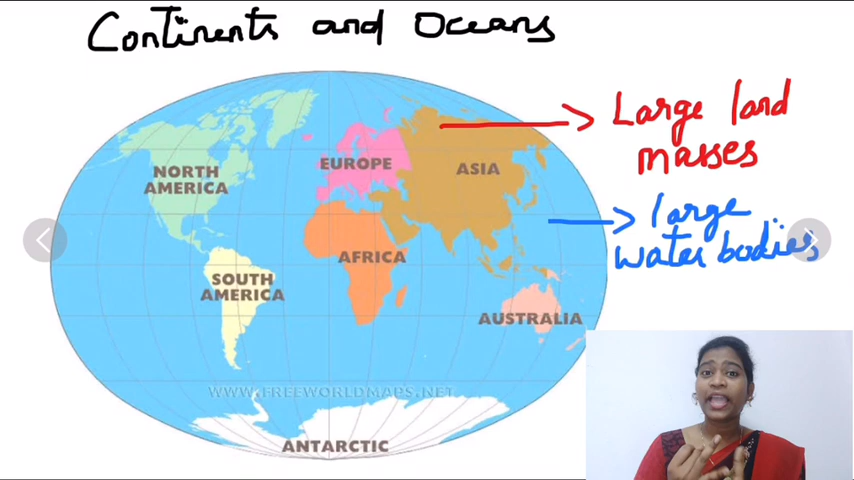 Continents and Oceans
Large land
masses
NORTH
AMERICA
EUROPE
ASIA
large
water bodies
AFRICA
SOUTH
AMERICA
AUSTRALIA
WWW.FREEWORLDMAPS.NET
ANTARCTIC